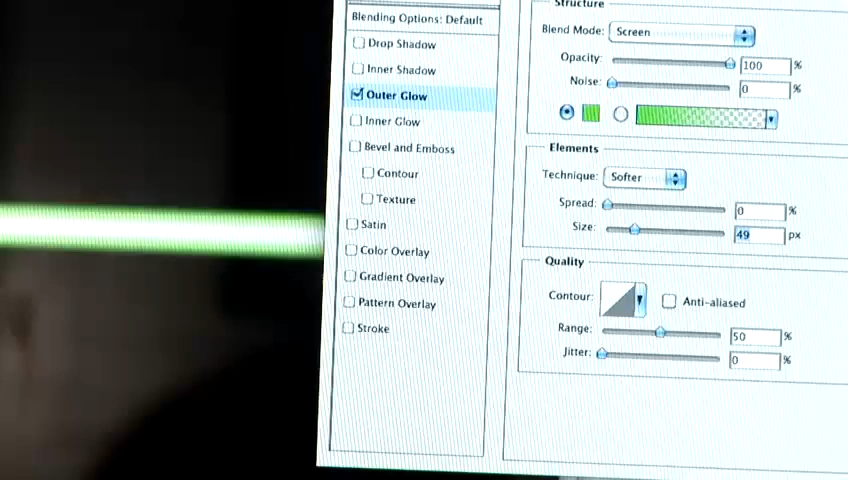 Structure
Blending Options: Default
Blend Mode: Screen
Drop Shadow
Opacity: 100 %
Inner Shadow
Noise: 0 %
Outer Glow
Inner Glow
Elements
Bevel and Emboss
Technique: Softer
Contour
Spread: 0 %
Texture
Size: 49 px
Satin
Quality
Color Overlay
Contour: Anti-aliased
Gradient Overlay
Range: 50 %
Pattern Overlay
Jitter: 0 %
Stroke